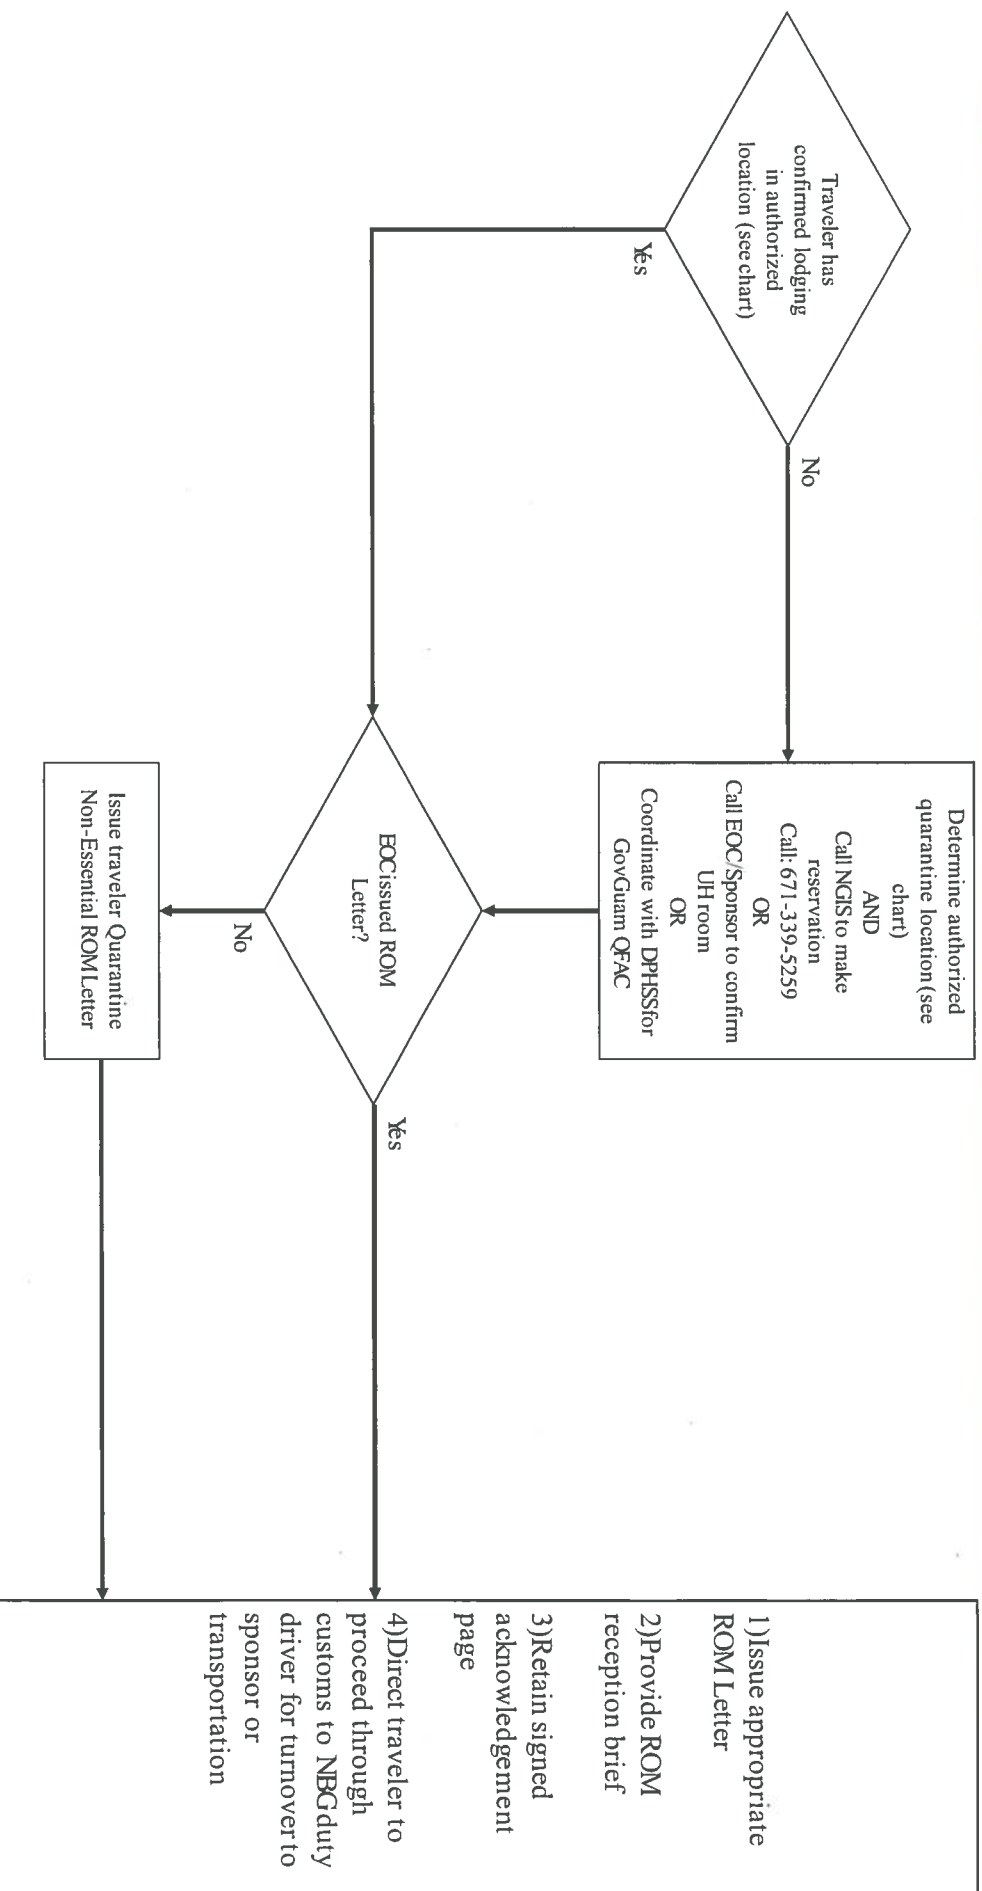 Traveler has
confirmed lodging
in authorized
location (see chart)
No
Yes
Determine authorized
quarantine location (see
chart)
AND
Call NGIS to make
reservation
Call: 671-339-5259
OR
Call EOC/Sponsor to confirm
UH room
OR
Coordinate with DPHSS for
GovGuam QFAC
EOC issued ROM
Letter?
Yes
No
Issue traveler Quarantine
Non-Essential ROM Letter
1)Issue appropriate
ROM Letter
2)Provide ROM
reception brief
3)Retain signed
acknowledgement
page
4)Direct traveler to
proceed through
customs to NBG duty
driver for turnover to
sponsor or
transportation